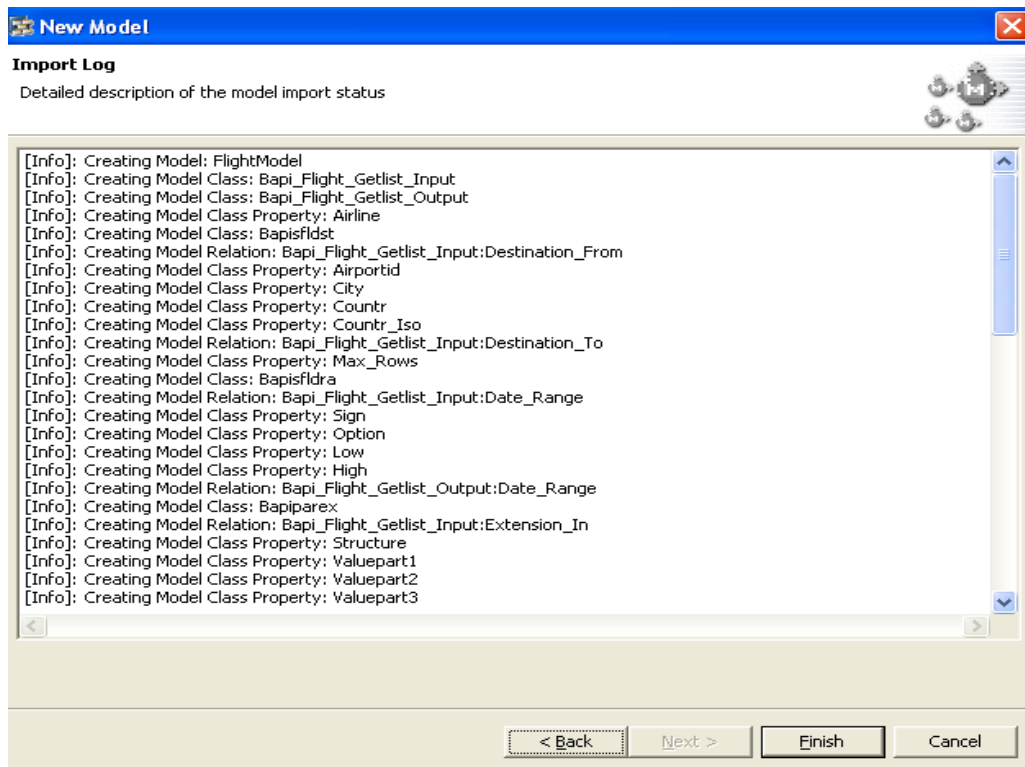 New Model
Import Log
Detailed description of the model import status
[Info]: Creating Model: FlightModel
[Info]: Creating Model Class: Bapi_Flight_Getlist_Input
[Info]: Creating Model Class: Bapi_Flight_Getlist_Output
[Info]: Creating Model Class Property: Airline
[Info]: Creating Model Class: Bapisfldst
[Info]: Creating Model Relation: Bapi_Flight_Getlist_Input:Destination_From
[Info]: Creating Model Class Property: Airportid
[Info]: Creating Model Class Property: City
[Info]: Creating Model Class Property: Countr
[Info]: Creating Model Class Property: Countr_Iso
[Info]: Creating Model Relation: Bapi_Flight_Getlist_Input:Destination_To
[Info]: Creating Model Class Property: Max_Rows
[Info]: Creating Model Class: Bapisfldra
[Info]: Creating Model Relation: Bapi_Flight_Getlist_Input:Date_Range
[Info]: Creating Model Class Property: Sign
[Info]: Creating Model Class Property: Option
[Info]: Creating Model Class Property: Low
[Info]: Creating Model Class Property: High
[Info]: Creating Model Relation: Bapi_Flight_Getlist_Output:Date_Range
[Info]: Creating Model Class: Bapiparex
[Info]: Creating Model Relation: Bapi_Flight_Getlist_Input:Extension_In
[Info]: Creating Model Class Property: Structure
[Info]: Creating Model Class Property: Valuepart1
[Info]: Creating Model Class Property: Valuepart2
[Info]: Creating Model Class Property: Valuepart3
< Back Next > Finish Cancel